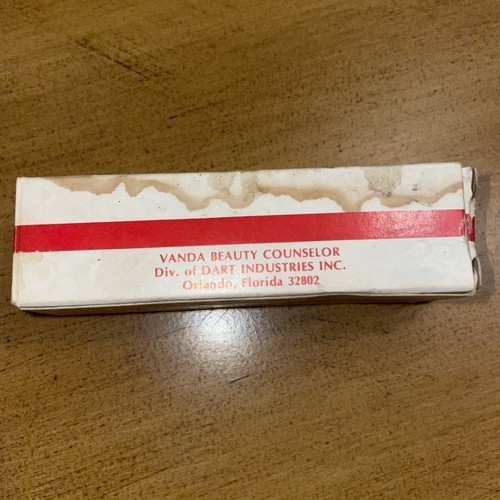 VANDA BEAUTY COUNSELOR
Div. of DART INDUSTRIES INC.
Orlando, Florida 32802